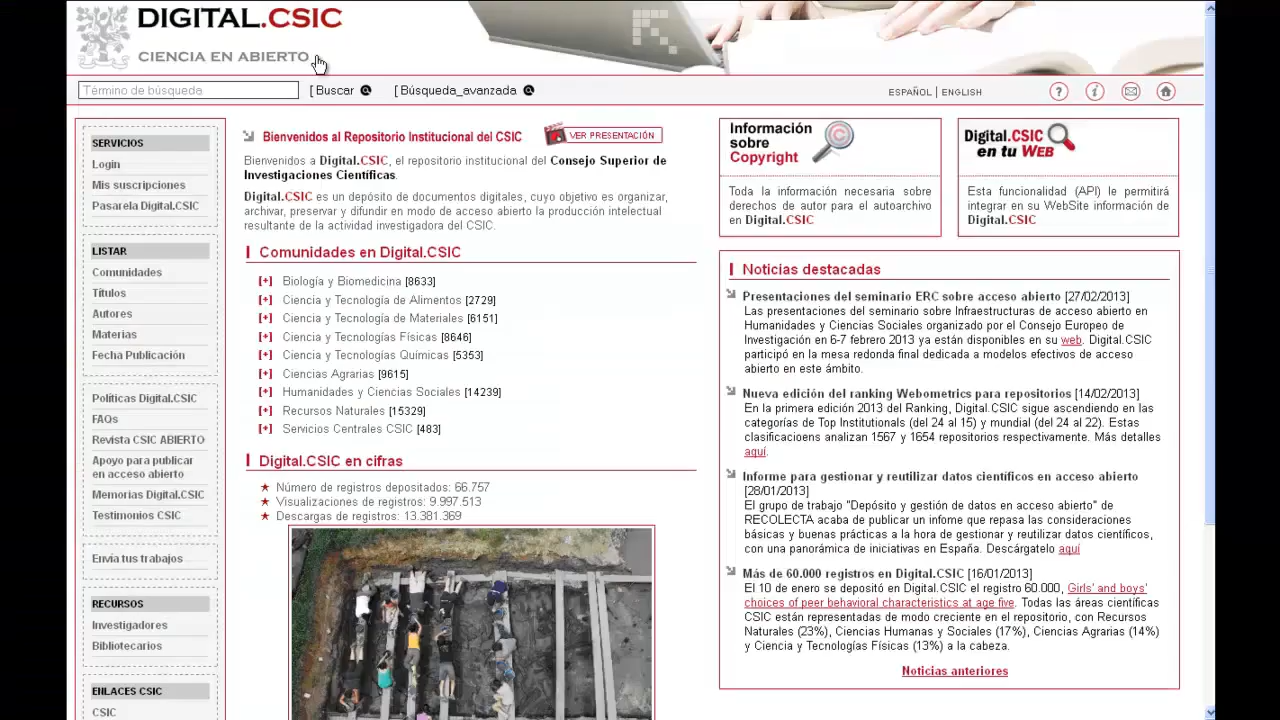 DIGITAL.CSIC
CIENCIA EN ABIERTO
Término de búsqueda
[ Buscar
[ Búsqueda_avanzada
ESPAÑOL | ENGLISH
SERVICIOS
Login
Mis suscripciones
Pasarela Digital.CSIC
LISTAR
Comunidades
Títulos
Autores
Materias
Fecha Publicación
Políticas Digital.CSIC
FAQs
Revista CSIC ABIERTO
Apoyo para publicar
en acceso abierto
Memorias Digital.CSIC
Testimonios CSIC
Envía tus trabajos
RECURSOS
Investigadores
Bibliotecarios
ENLACES CSIC
CSIC
Bienvenidos al Repositorio Institucional del CSIC
VER PRESENTACIÓN
Bienvenidos a Digital.CSIC, el repositorio institucional del Consejo Superior de
Investigaciones Científicas.
Digital.CSIC es un depósito de documentos digitales, cuyo objetivo es organizar,
archivar, preservar y difundir en modo de acceso abierto la producción intelectual
resultante de la actividad investigadora del CSIC.
Comunidades en Digital.CSIC
[+] Biología y Biomedicina [8633]
[+] Ciencia y Tecnología de Alimentos [2729]
[+] Ciencia y Tecnología de Materiales [6151]
[+] Ciencia y Tecnologías Físicas [8646]
[+] Ciencia y Tecnologías Químicas [5353]
[+] Ciencias Agrarias [9615]
[+] Humanidades y Ciencias Sociales [14239]
[+] Recursos Naturales [15329]
[+] Servicios Centrales CSIC [483]
Digital.CSIC en cifras
Número de registros depositados: 66.757
Visualizaciones de registros: 9.997.513
Descargas de registros: 13.381.369
Información
sobre
Copyright
Toda la información necesaria sobre
derechos de autor para el autoarchivo
en Digital.CSIC
Digital.CSIC
en tu WEB
Esta funcionalidad (API) le permitirá
integrar en su WebSite información de
Digital.CSIC
Noticias destacadas
Presentaciones del seminario ERC sobre acceso abierto [27/02/2013]
Las presentaciones del seminario sobre Infraestructuras de acceso abierto en
Humanidades y Ciencias Sociales organizado por el Consejo Europeo de
Investigación en 6-7 febrero 2013 ya están disponibles en su web. Digital.CSIC
participó en la mesa redonda final dedicada a modelos efectivos de acceso
abierto en este ámbito.
Nueva edición del ranking Webometrics para repositorios [14/02/2013]
En la primera edición 2013 del Ranking, Digital.CSIC sigue ascendiendo en las
categorías de Top Institutionals (del 24 al 15) y mundial (del 24 al 22). Estas
clasificacioens analizan 1567 y 1654 repositorios respectivamente. Más detalles
aquí.
Informe para gestionar y reutilizar datos científicos en acceso abierto
[28/01/2013]
El grupo de trabajo "Depósito y gestión de datos en acceso abierto" de
RECOLECTA acaba de publicar un informe que repasa las consideraciones
básicas y buenas prácticas a la hora de gestionar y reutilizar datos científicos,
con una panorámica de iniciativas en España. Descárgatelo aquí
Más de 60.000 registros en Digital.CSIC [16/01/2013]
El 10 de enero se depositó en Digital.CSIC el registro 60.000, Girls' and boys'
choices of peer behavioral characteristics at age five. Todas las áreas científicas
CSIC están representadas de modo creciente en el repositorio, con Recursos
Naturales (23%), Ciencias Humanas y Sociales (17%), Ciencias Agrarias (14%)
y Ciencia y Tecnologías Físicas (13%) a la cabeza.
Noticias anteriores